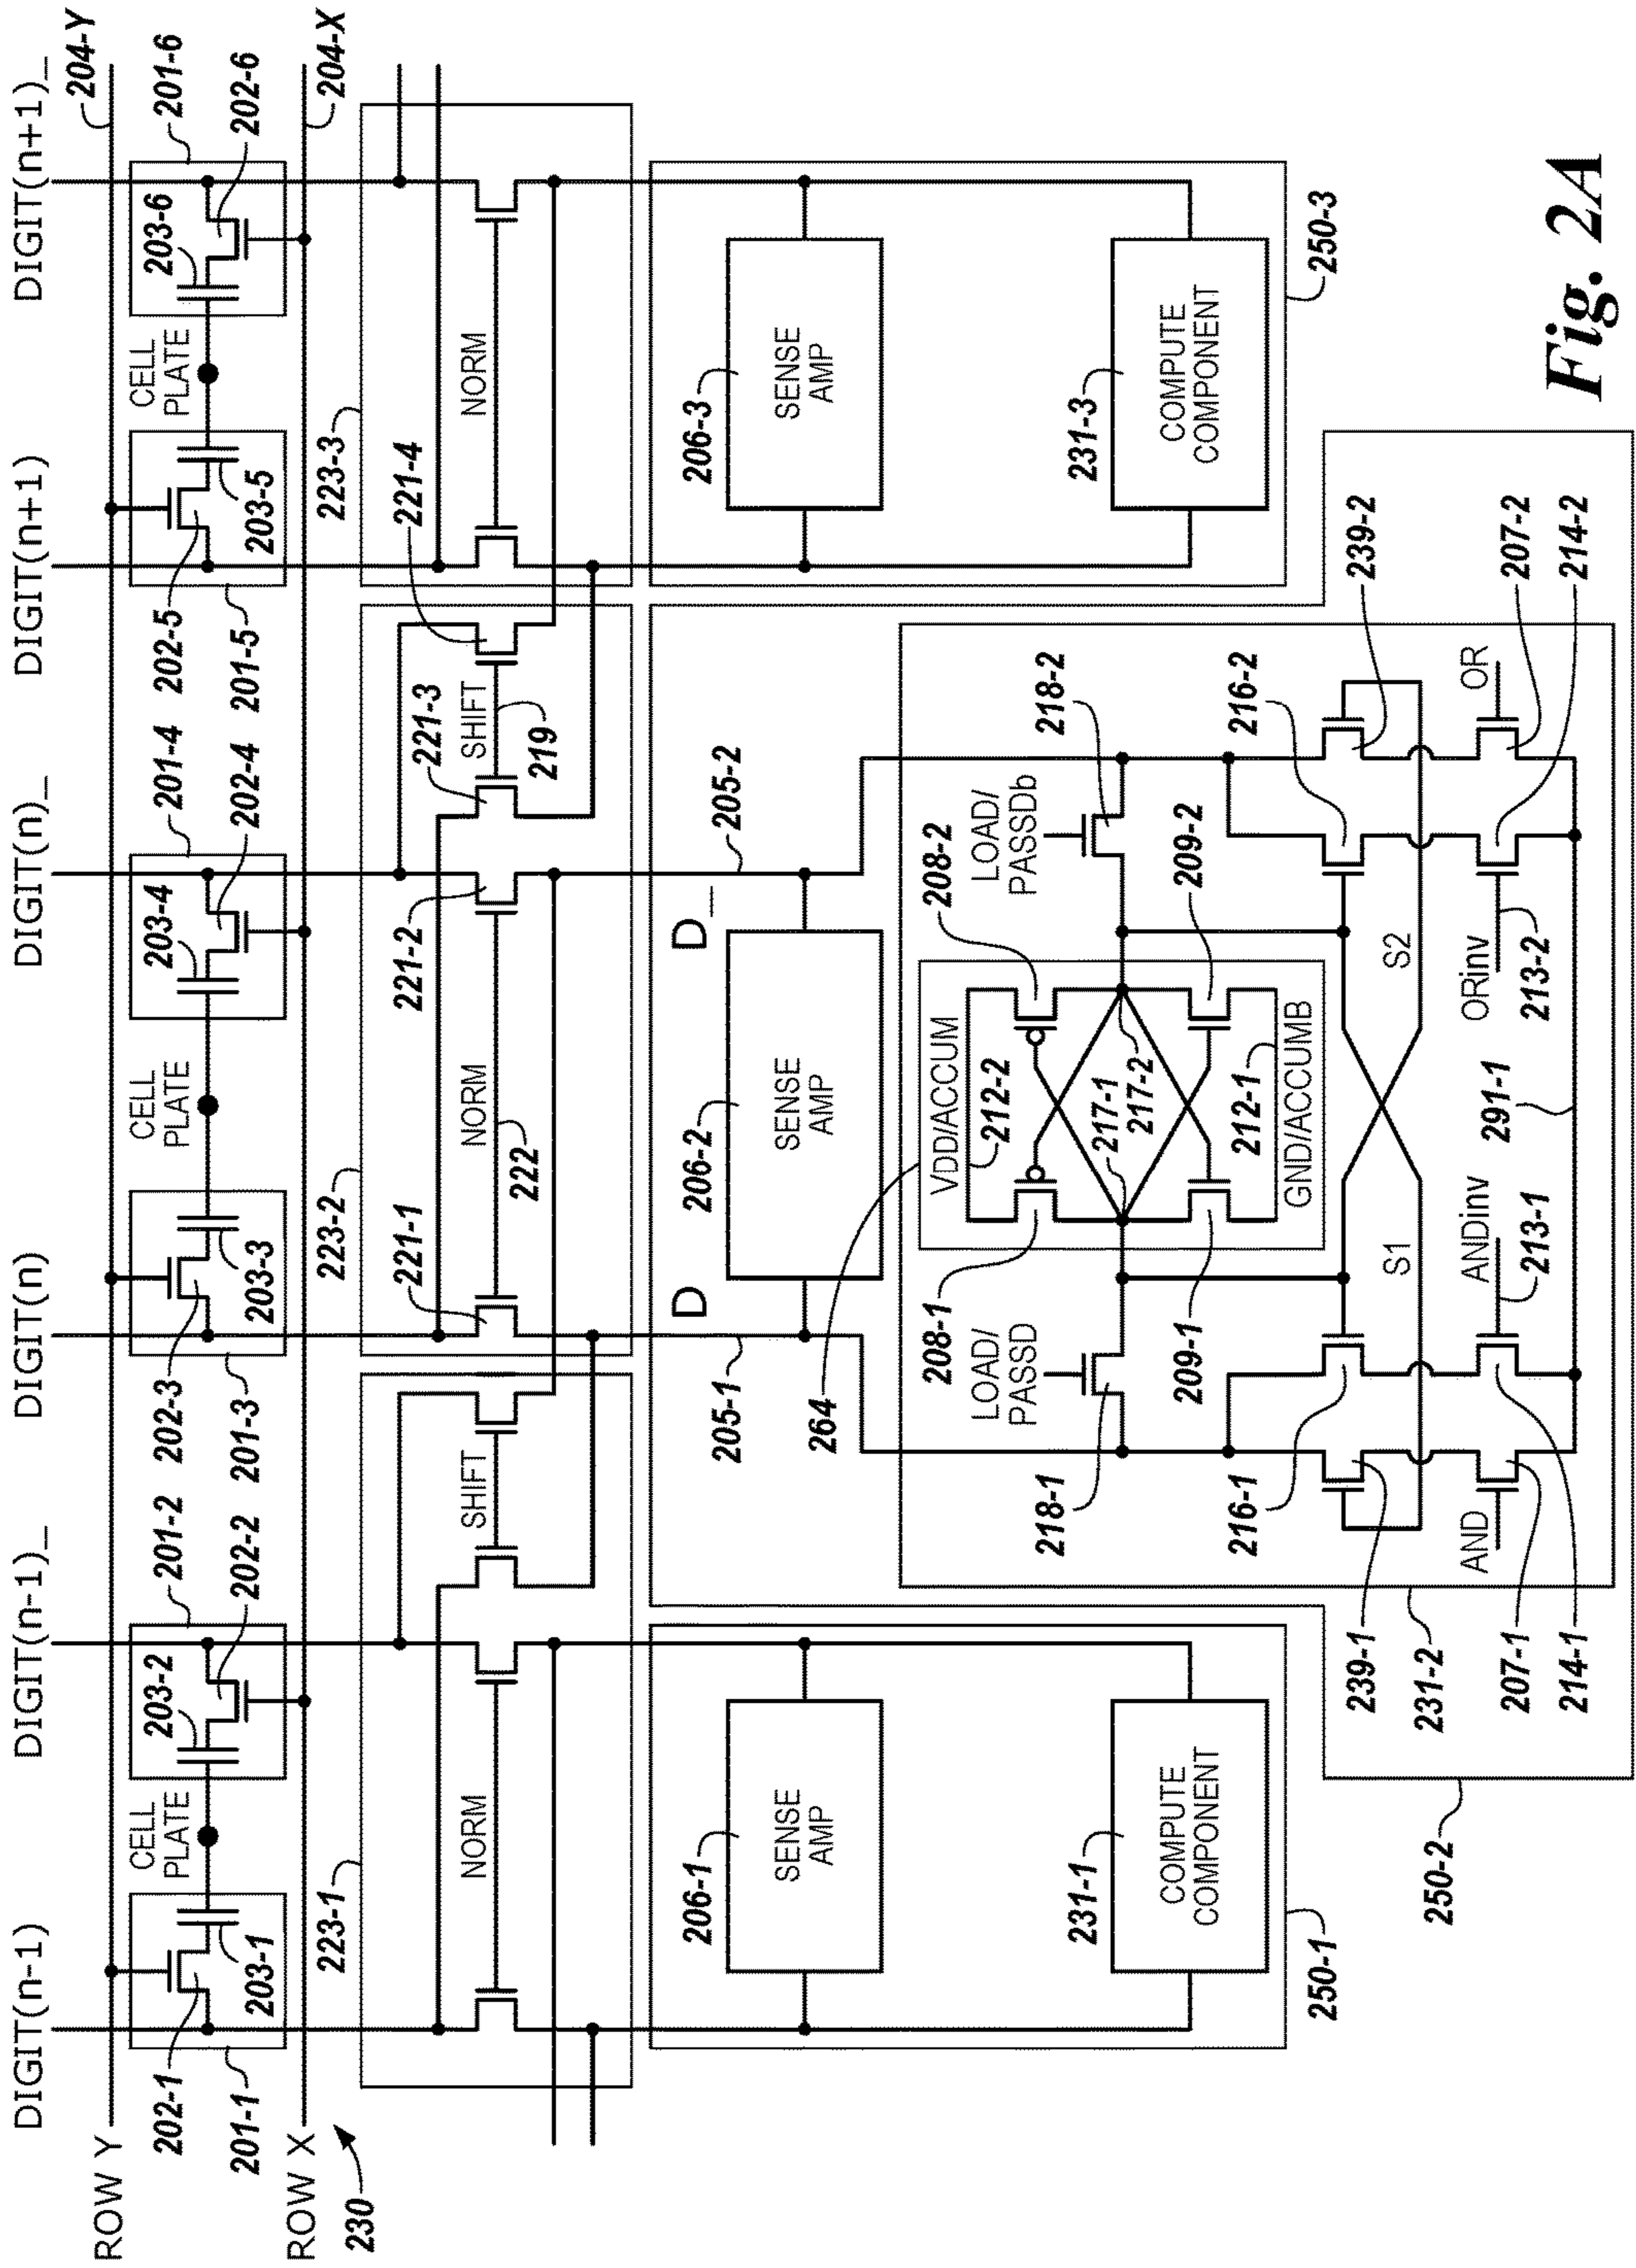 DIGIT(n-1)
DIGIT(n-1)_
DIGIT(n)
DIGIT(n)_
DIGIT(n+1)
DIGIT(n+1)_
ROW Y
204-Y
202-1
203-1
201-1
CELL
PLATE
203-2
201-2
202-2
202-3
203-3
201-3
CELL
PLATE
203-4
201-4
202-4
202-5
203-5
201-5
CELL
PLATE
203-6
201-6
202-6
ROW X
204-X
230
223-1
NORM
SHIFT
223-2
221-1
NORM
222
221-2
221-3
SHIFT
219
221-4
223-3
NORM
206-1
SENSE
AMP
231-1
COMPUTE
COMPONENT
250-1
205-1
D
206-2
SENSE
AMP
D_
205-2
206-3
SENSE
AMP
231-3
COMPUTE
COMPONENT
250-3
264
VDD/ACCUM
212-2
208-1
208-2
LOAD/
PASSD
LOAD/
PASSDb
218-1
218-2
217-1
217-2
209-1
209-2
212-1
GND/ACCUMB
216-1
216-2
239-1
239-2
S1
S2
AND
ANDinv
213-1
291-1
ORinv
213-2
OR
207-1
207-2
214-1
214-2
231-2
250-2
Fig. 2A